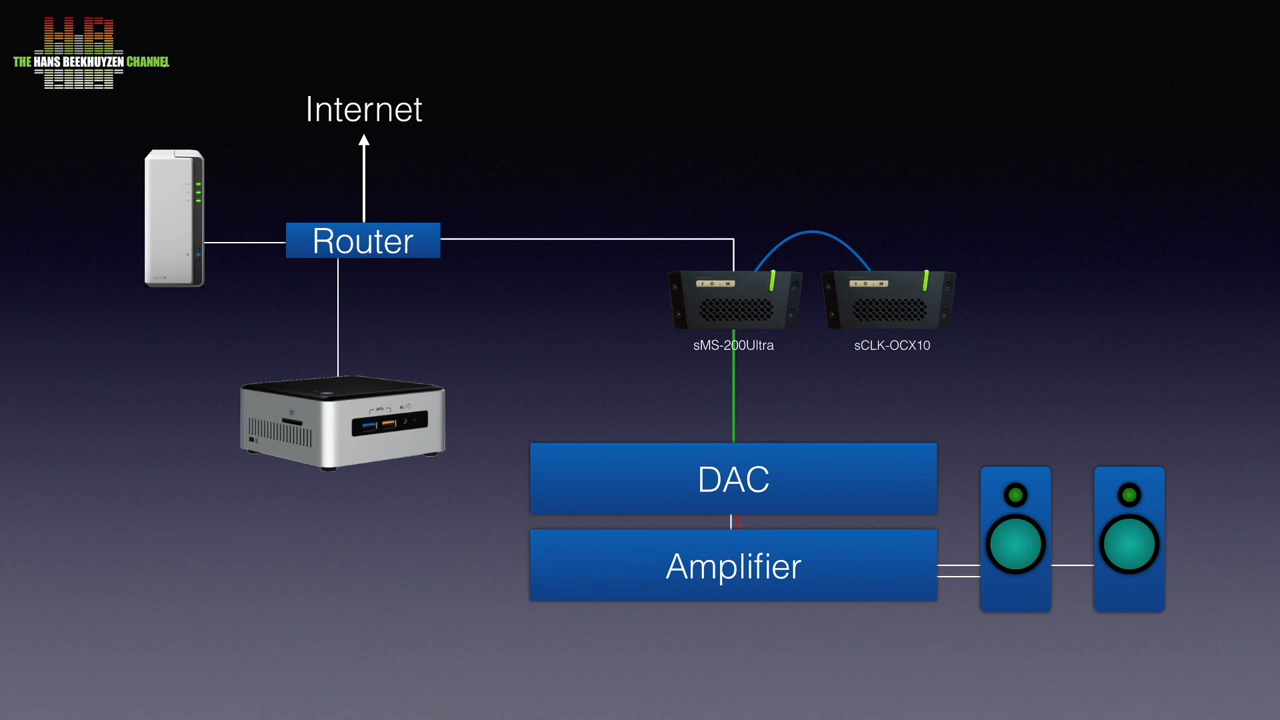 THE HANS BEEKHUYZEN CHANNEL
Internet
Router
sMS-200Ultra
sCLK-OCX10
DAC
Amplifier